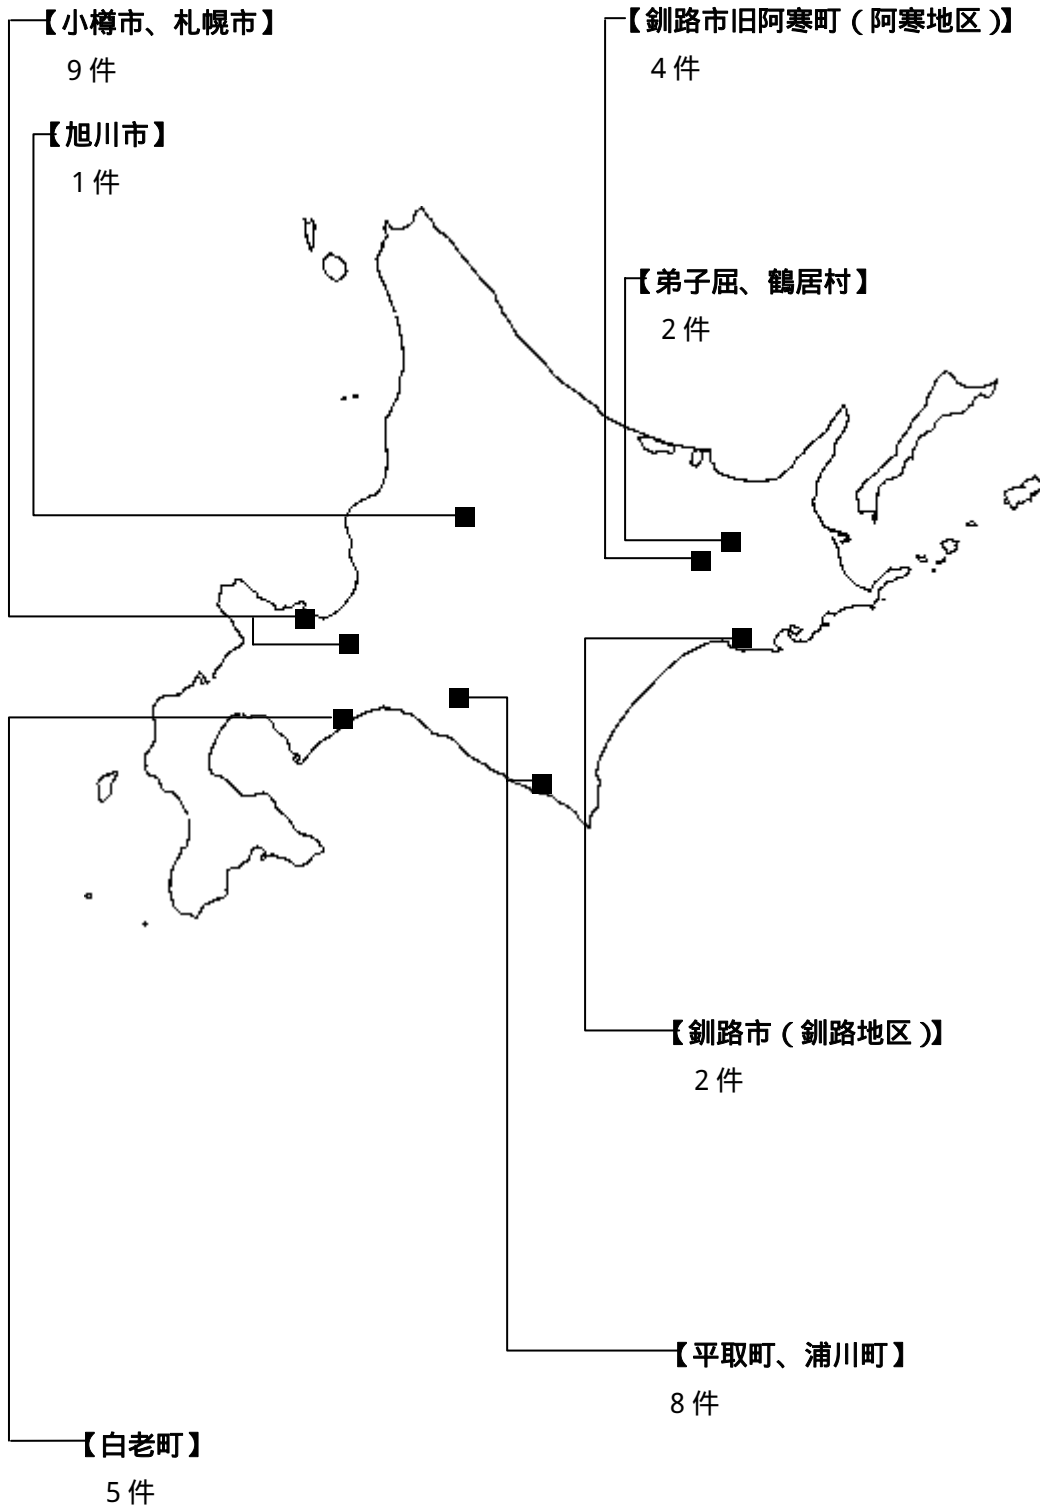 【小樽市、札幌市】
9 件
【釧路市旧阿寒町（阿寒地区）】
4 件
【旭川市】
1 件
【弟子屈、鶴居村】
2 件
【釧路市（釧路地区）】
2 件
【平取町、浦川町】
8 件
【白老町】
5 件